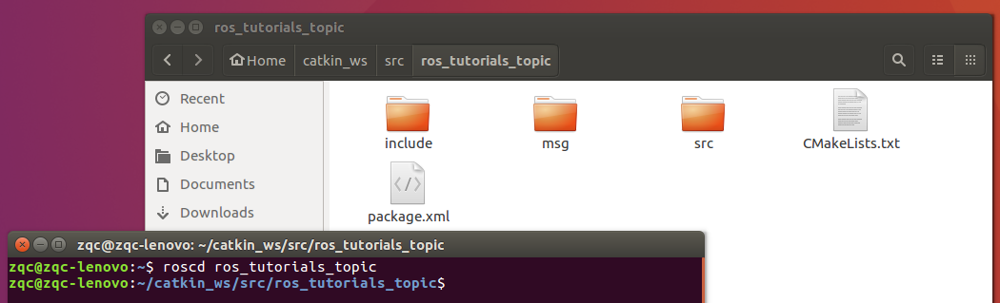 ros_tutorials_topic
Home catkin_ws src ros_tutorials_topic
Recent
Home
Desktop
Documents
Downloads
include msg src CMakeLists.txt
package.xml
zqc@zqc-lenovo: ~/catkin_ws/src/ros_tutorials_topic
zqc@zqc-lenovo:~$ roscd ros_tutorials_topic
zqc@zqc-lenovo:~/catkin_ws/src/ros_tutorials_topic$